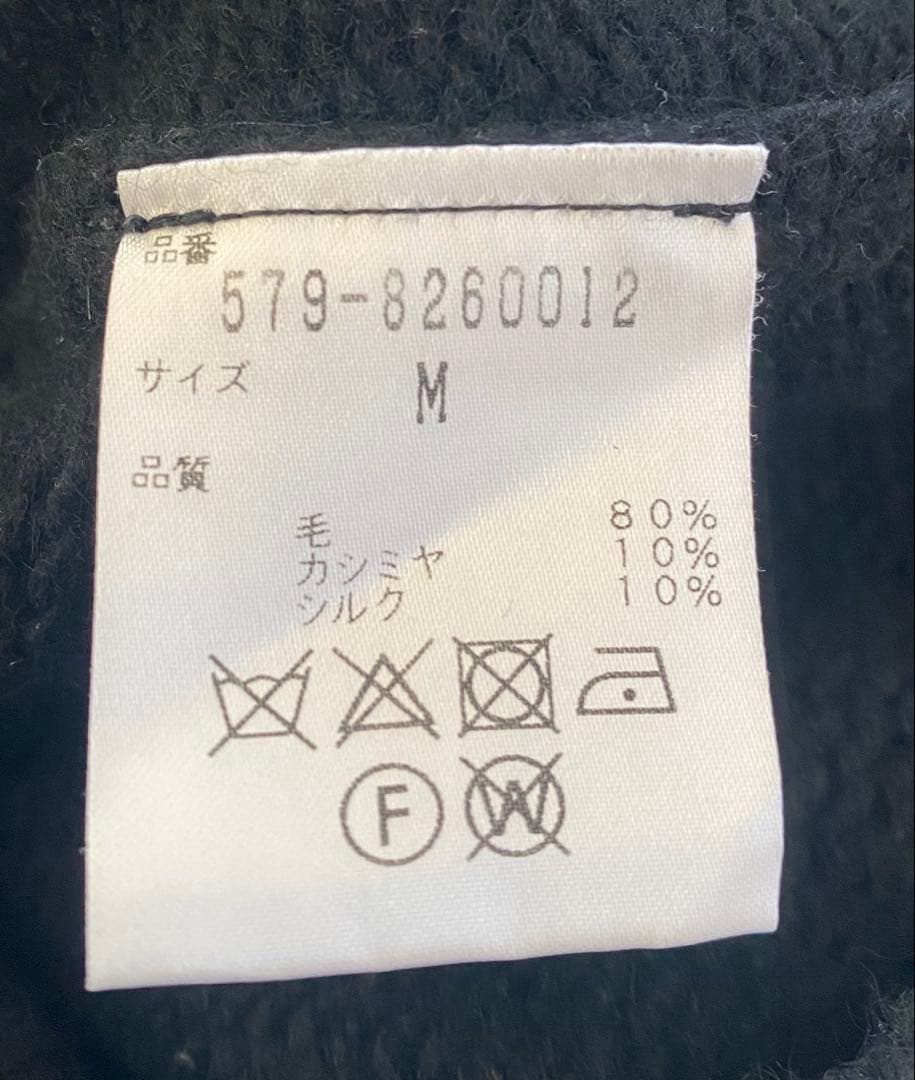 品番
579-8260012
サイズ M
品質
毛 80%
カシミヤ 10%
シルク 10%
F W